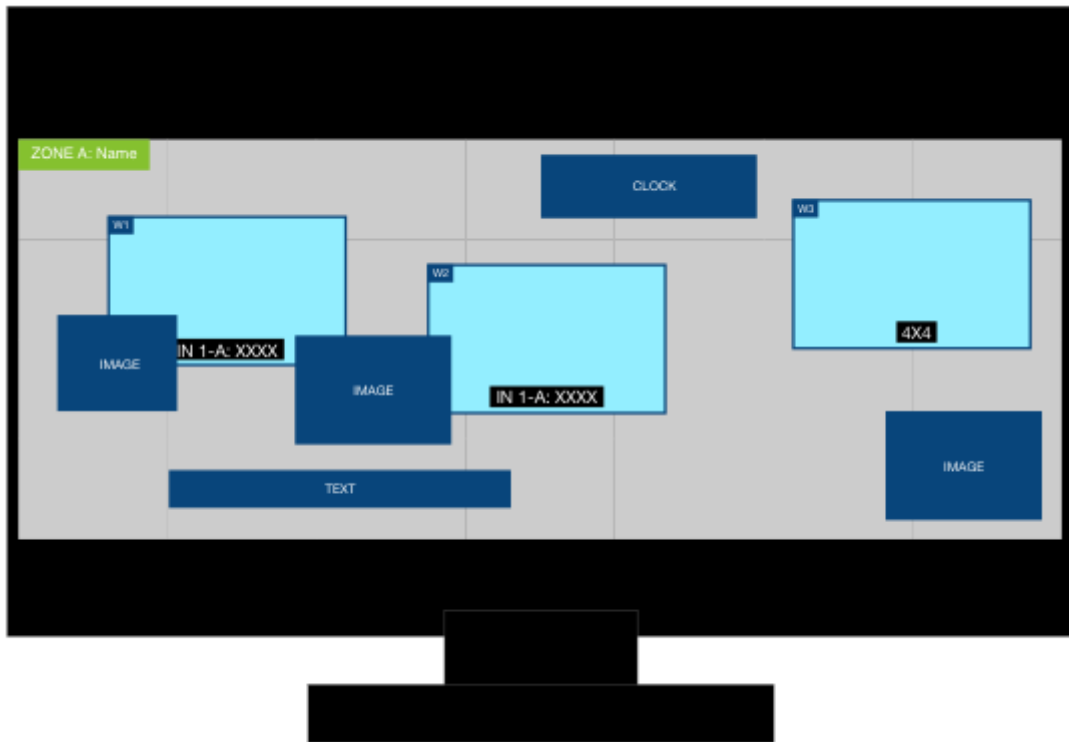 ZONE A: Name
CLOCK
W1
W3
W2
4X4
IN 1-A: XXXX
IMAGE
IMAGE
IN 1-A: XXXX
IMAGE
TEXT